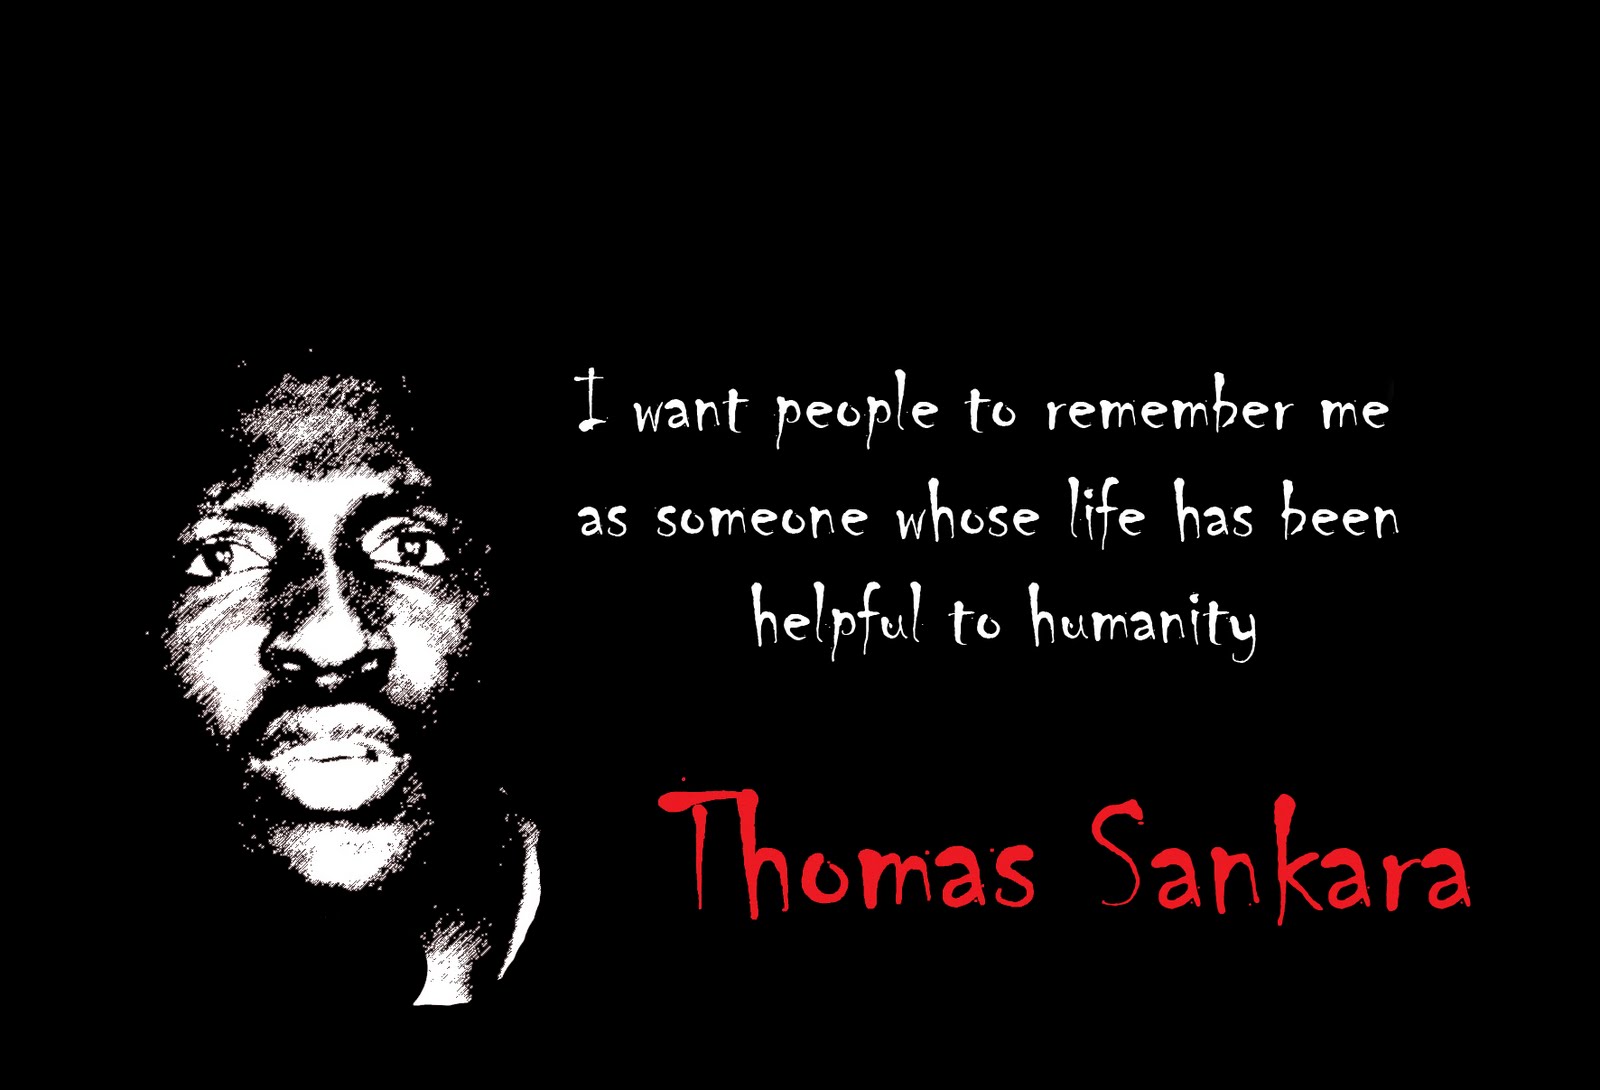 I want people to remember me
as someone whose life has been
helpful to humanity
Thomas Sankara